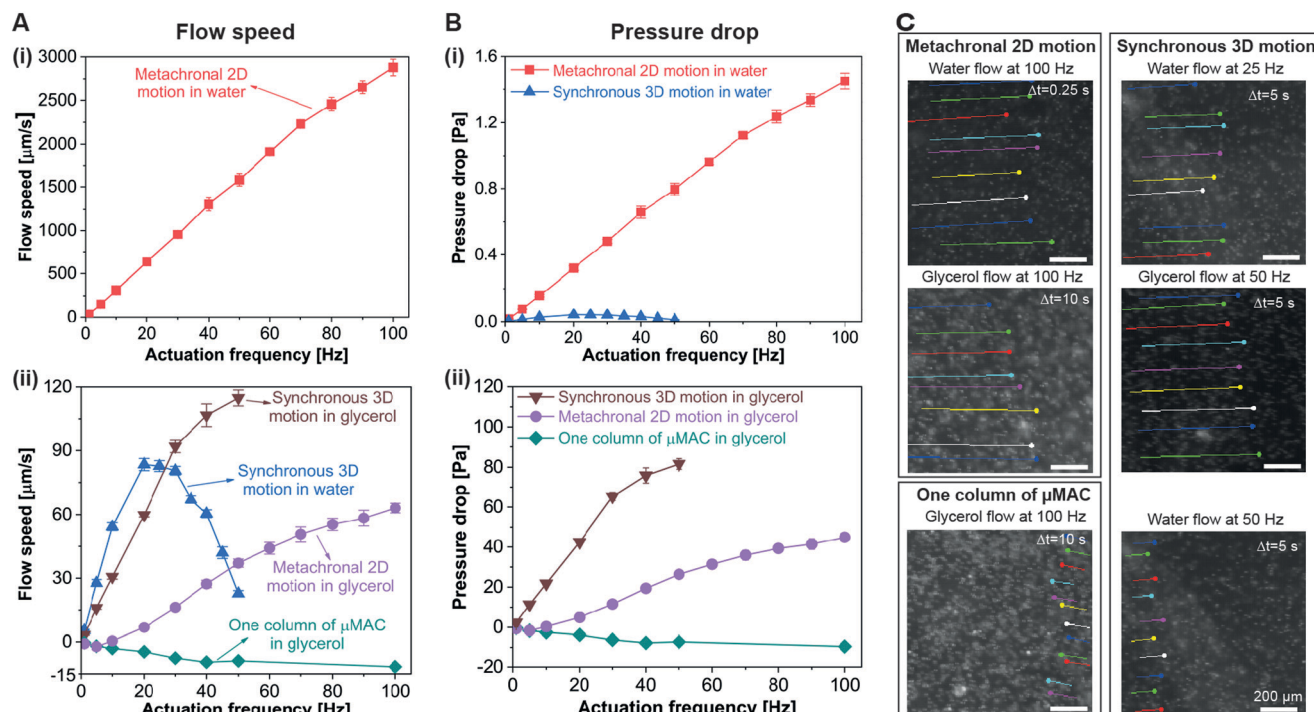 A
Flow speed
(i)
3000
2500
2000
1500
1000
500
0
Flow speed [μm/s]
Metachronal 2D
motion in water
0
20
40
60
80
100
Actuation frequency [Hz]
(ii)
120
90
60
30
0
-15
Flow speed [μm/s]
Synchronous 3D
motion in glycerol
Synchronous 3D
motion in water
Metachronal 2D
motion in glycerol
One column of μMAC
in glycerol
0
20
40
60
80
100
Actuation frequency [Hz]
B
Pressure drop
(i)
1.6
1.2
0.8
0.4
0.0
Pressure drop [Pa]
Metachronal 2D motion in water
Synchronous 3D motion in water
0
20
40
60
80
100
Actuation frequency [Hz]
(ii)
120
100
80
60
40
20
0
-20
Pressure drop [Pa]
Synchronous 3D motion in glycerol
Metachronal 2D motion in glycerol
One column of μMAC in glycerol
0
20
40
60
80
100
Actuation frequency [Hz]
C
Metachronal 2D motion
Water flow at 100 Hz
Δt=0.25 s
Glycerol flow at 100 Hz
Δt=10 s
One column of μMAC
Glycerol flow at 100 Hz
Δt=10 s
Synchronous 3D motion
Water flow at 25 Hz
Δt=5 s
Glycerol flow at 50 Hz
Δt=5 s
Water flow at 50 Hz
Δt=5 s
200 μm